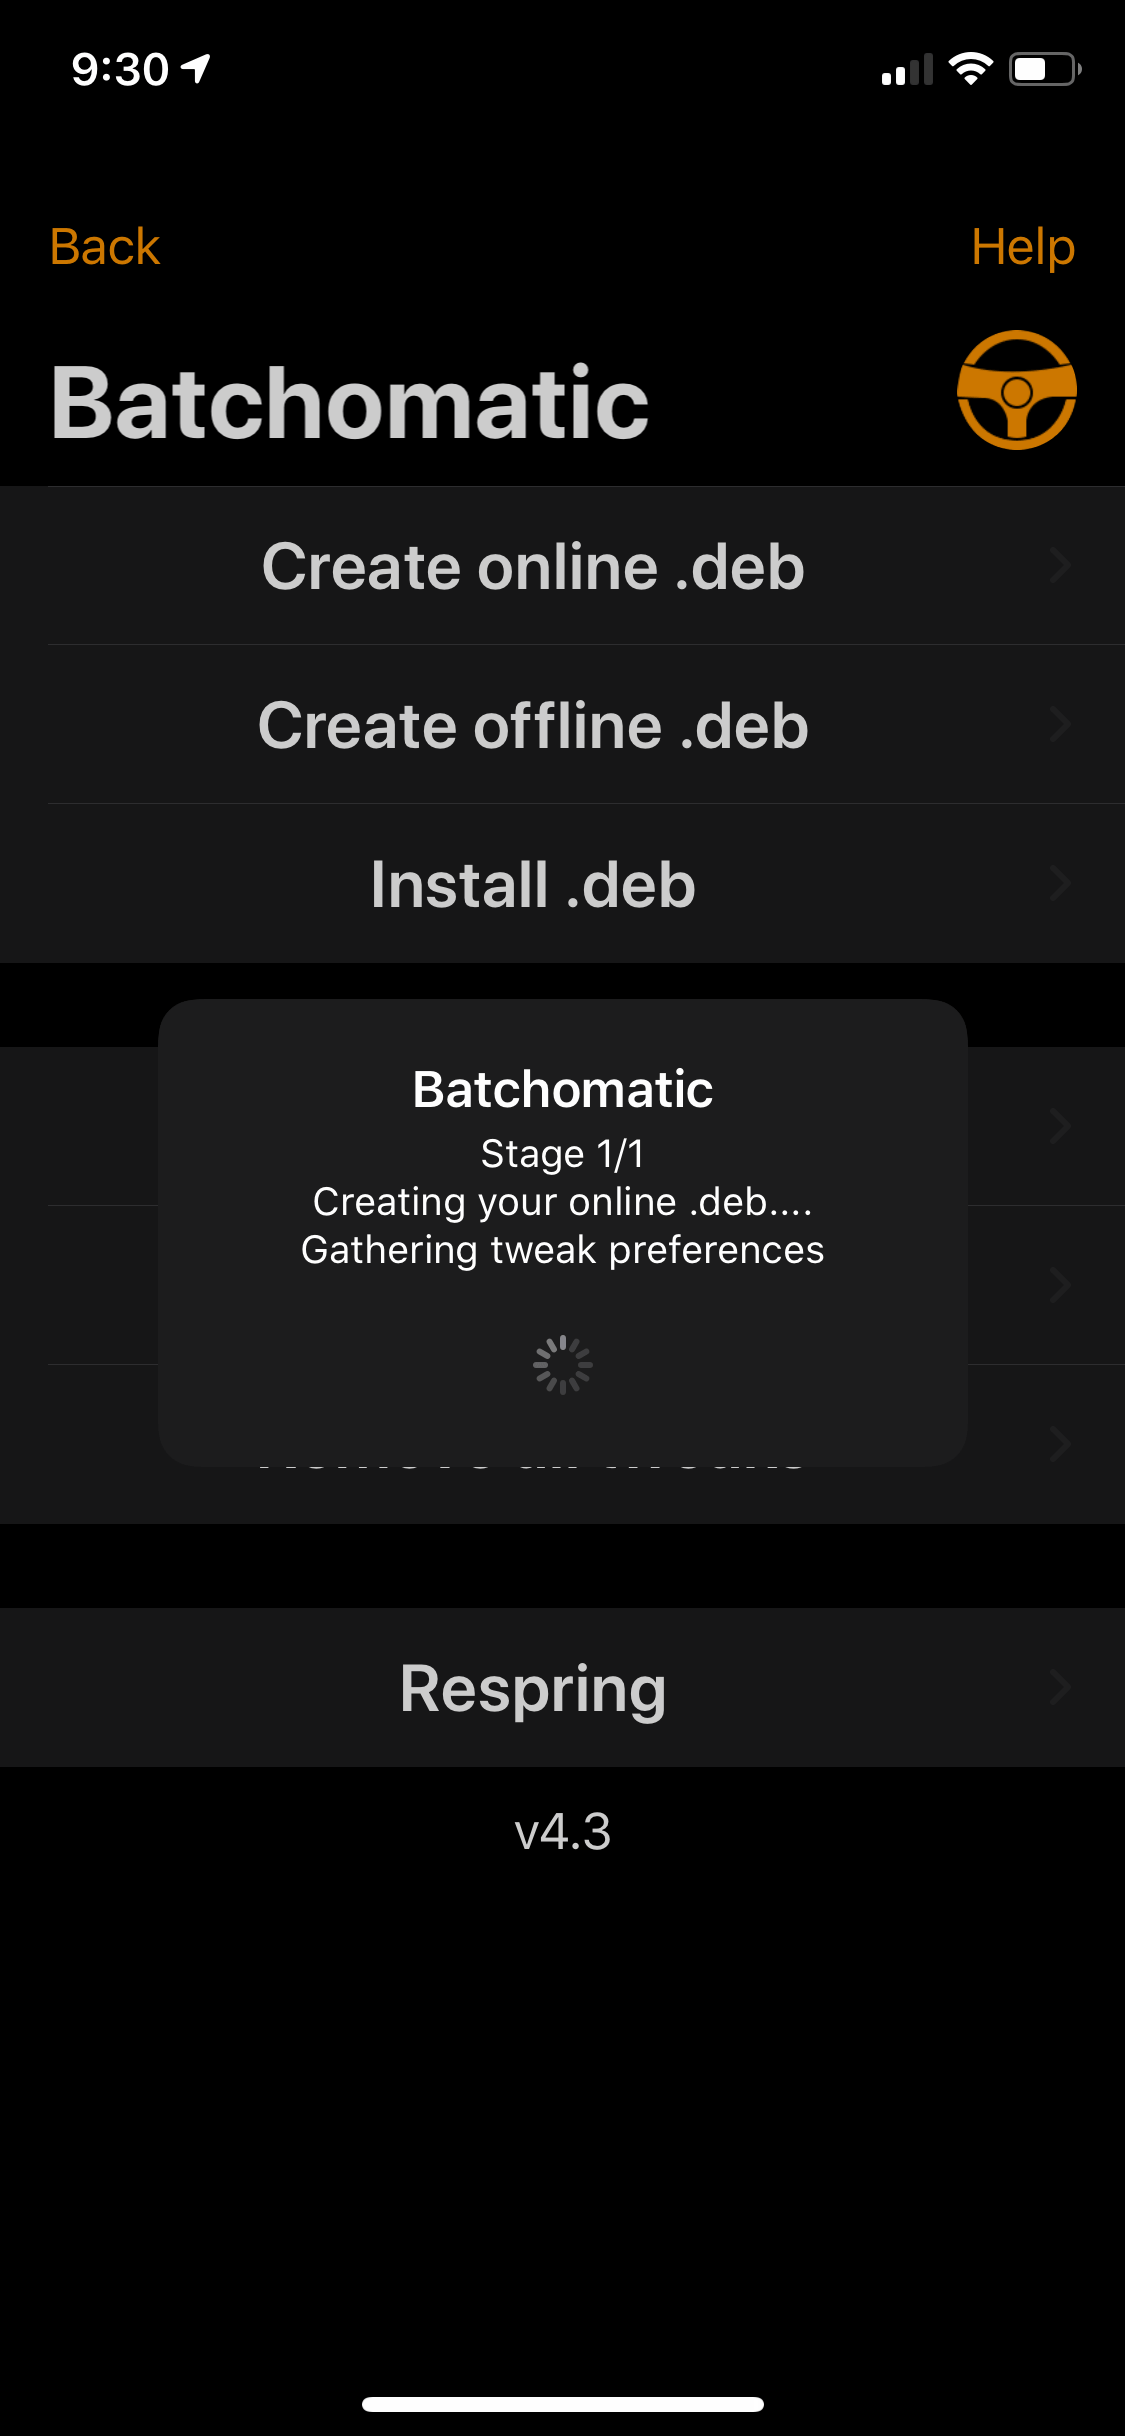 9:30
Back
Help
Batchomatic
Create online .deb
Create offline .deb
Install .deb
Batchomatic
Stage 1/1
Creating your online .deb....
Gathering tweak preferences
Respring
v4.3